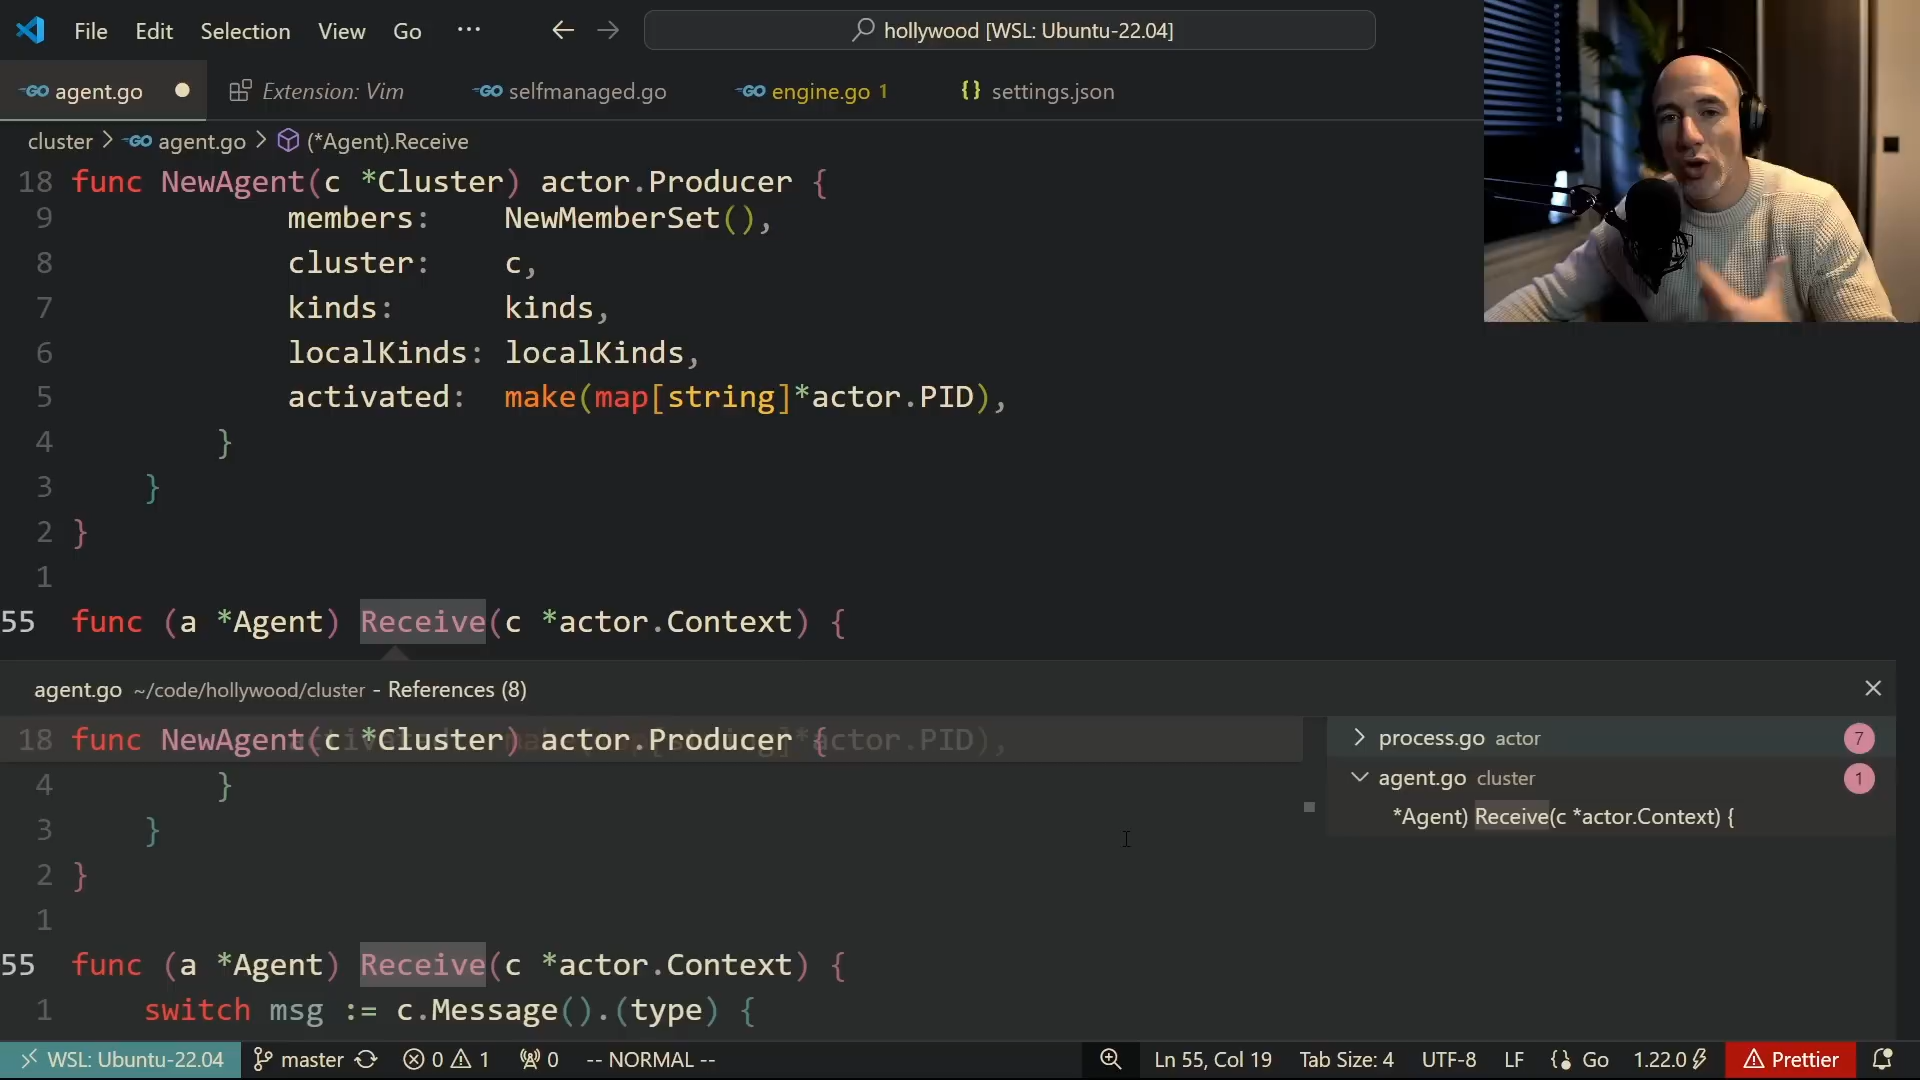 File Edit Selection View Go ··· hollywood [WSL: Ubuntu-22.04]
agent.go Extension: Vim selfmanaged.go engine.go 1 {} settings.json
cluster > agent.go > (*Agent).Receive
18 func NewAgent(c *Cluster) actor.Producer {
9 members: NewMemberSet(),
8 cluster: c,
7 kinds: kinds,
6 localKinds: localKinds,
5 activated: make(map[string]*actor.PID),
4 }
3 }
2 }
1
55 func (a *Agent) Receive(c *actor.Context) {
agent.go ~/code/hollywood/cluster - References (8)
18 func NewAgent(c *Cluster) actor.Producer {
4 }
3 }
2 }
1
55 func (a *Agent) Receive(c *actor.Context) {
1 switch msg := c.Message().(type) {
process.go actor 7
agent.go cluster 1
*Agent) Receive(c *actor.Context) {
WSL: Ubuntu-22.04 master 0 1 0 -- NORMAL -- Ln 55, Col 19 Tab Size: 4 UTF-8 LF Go 1.22.0 Prettier